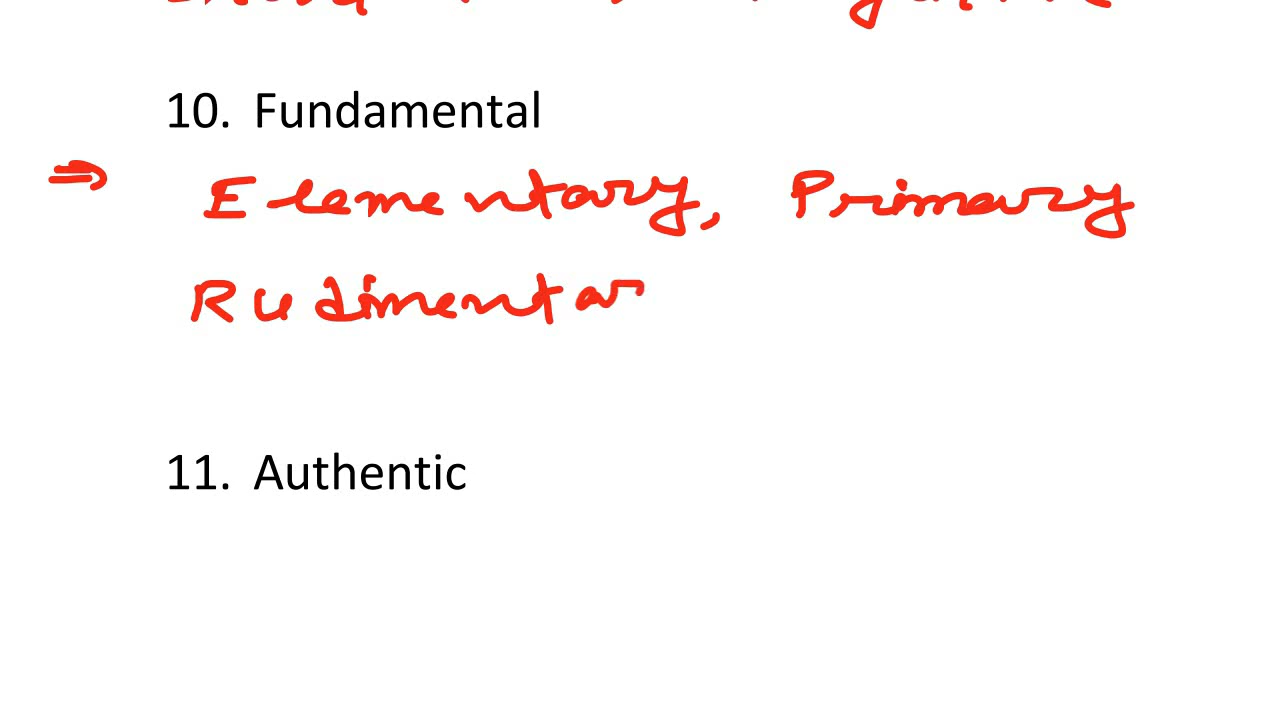 10. Fundamental
⇒ Elementary, Primary
Rudimentar
11. Authentic